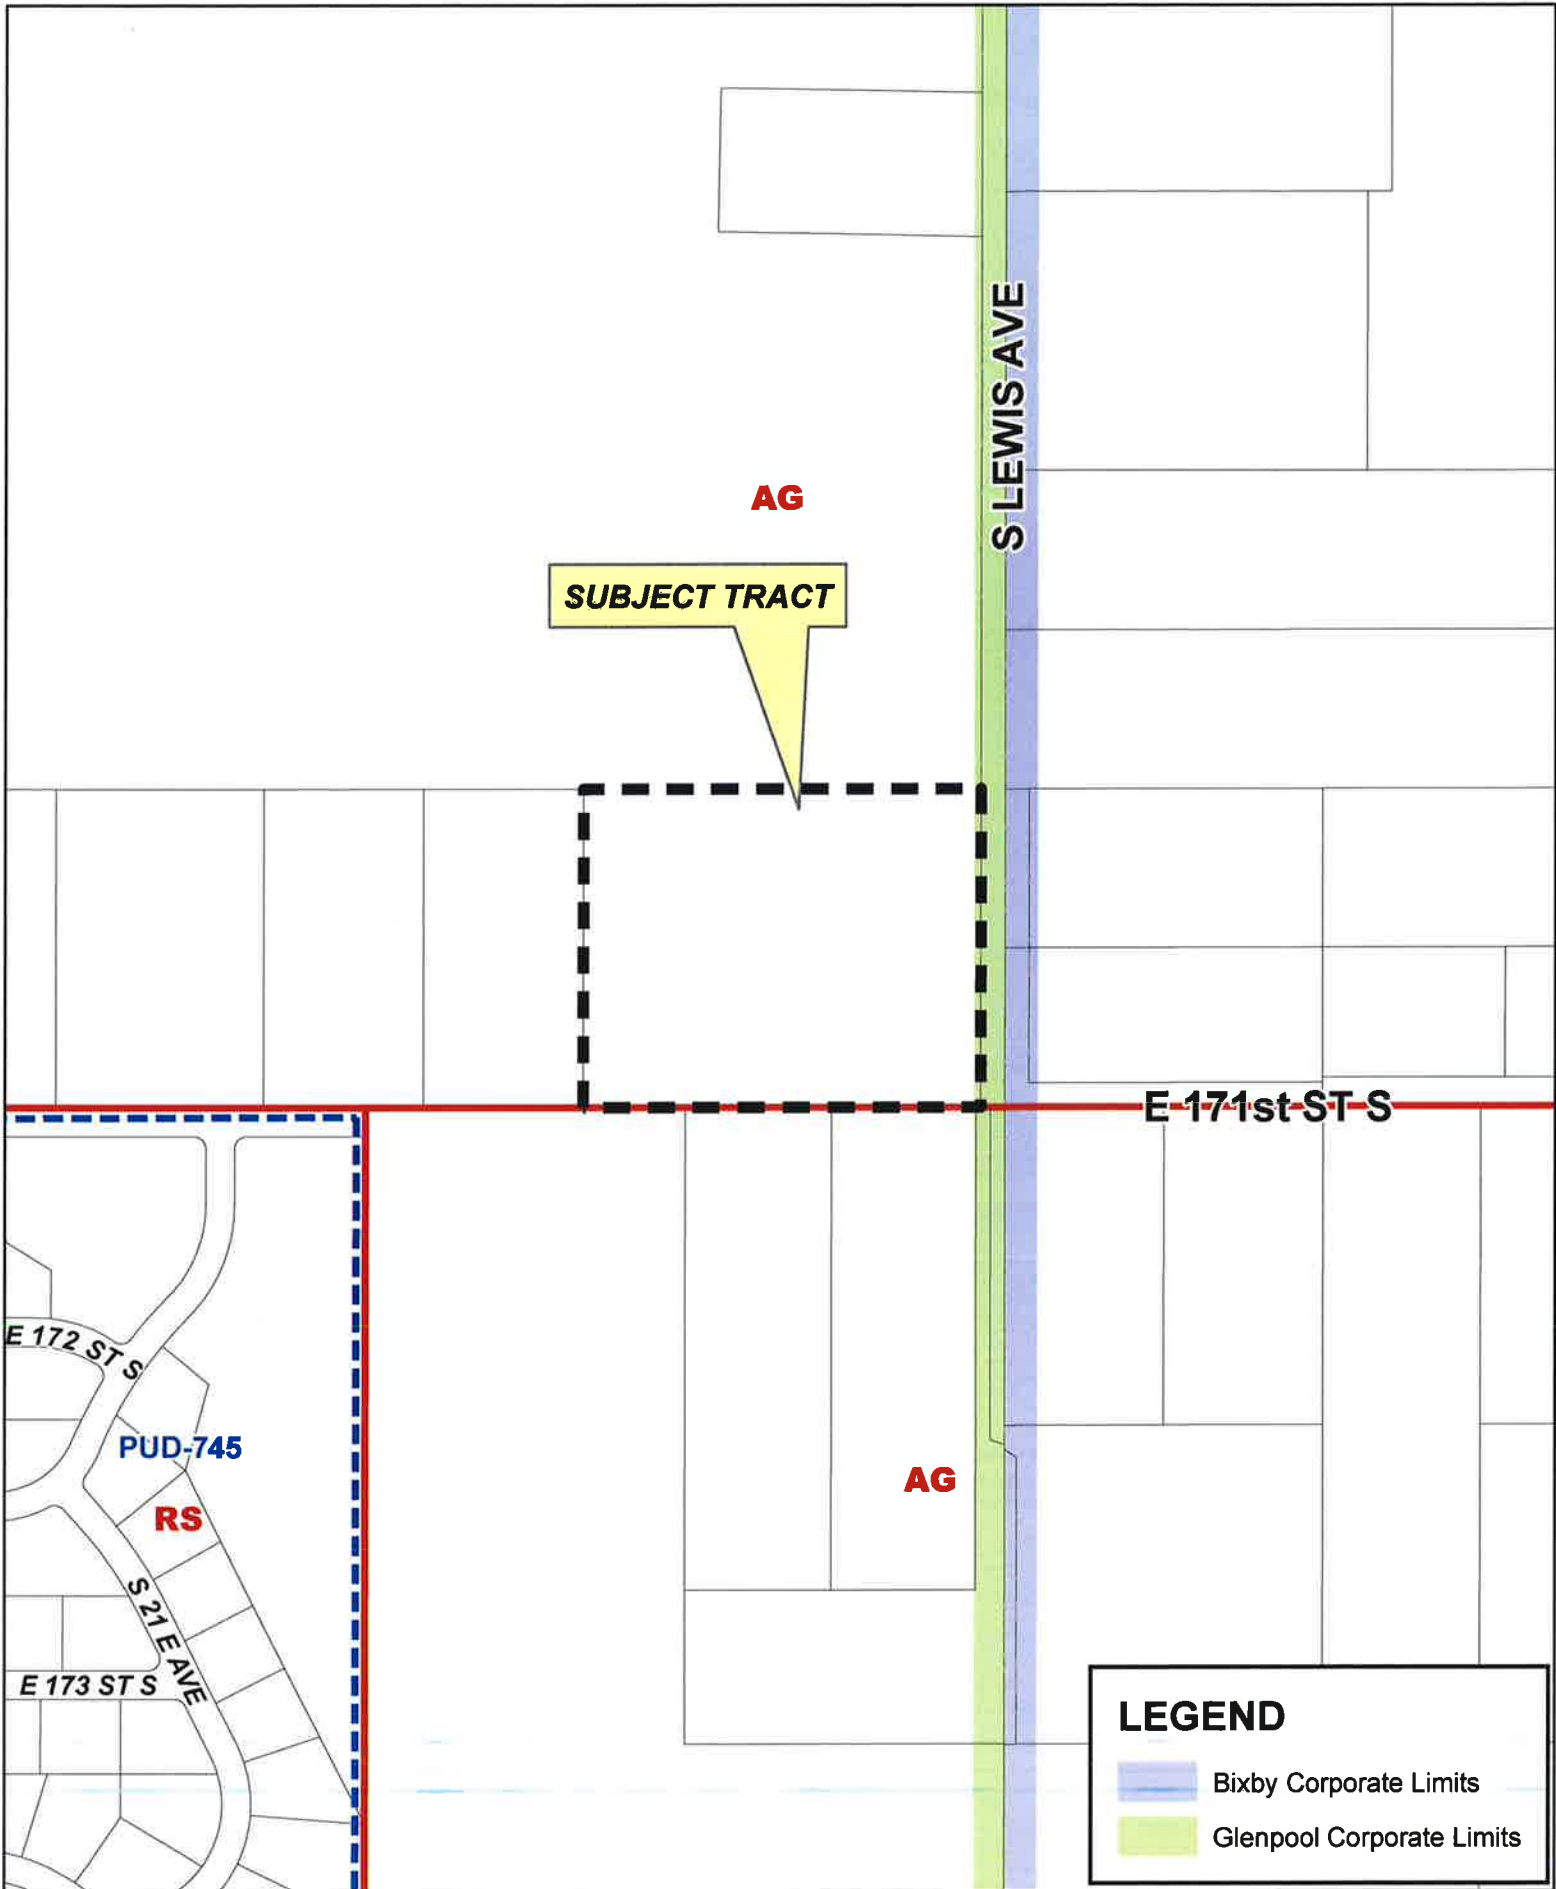 S LEWIS AVE
AG
SUBJECT TRACT
E 171st ST S
E 172 ST S
PUD-745
AG
RS
S 21 E AVE
E 173 ST S
LEGEND
Bixby Corporate Limits
Glenpool Corporate Limits